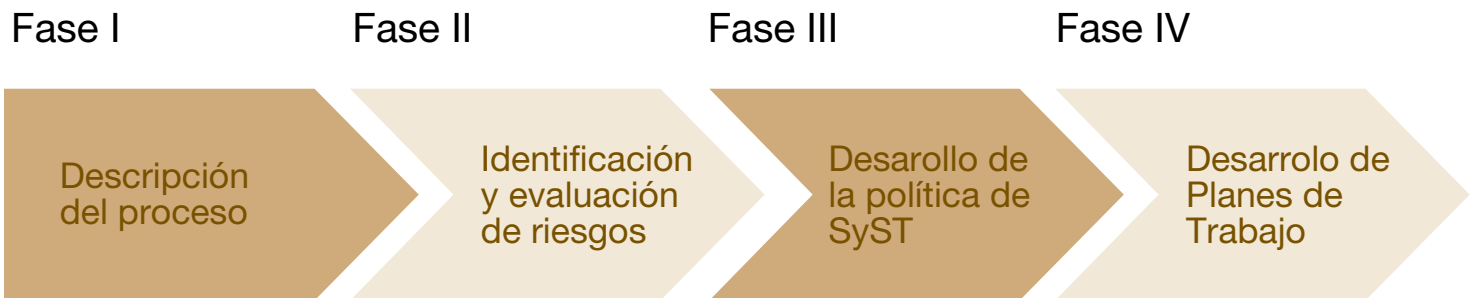 Fase I
Fase II
Fase III
Fase IV
Descripción
del proceso
Identificación
y evaluación
de riesgos
Desarollo de
la política de
SyST
Desarrolo de
Planes de
Trabajo